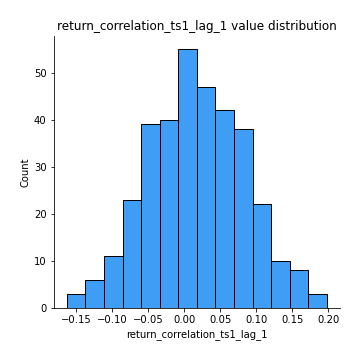 return_correlation_ts1_lag_1 value distribution
50
40
30
20
10
0
Count
−0.15 −0.10 −0.05 0.00 0.05 0.10 0.15 0.20
return_correlation_ts1_lag_1